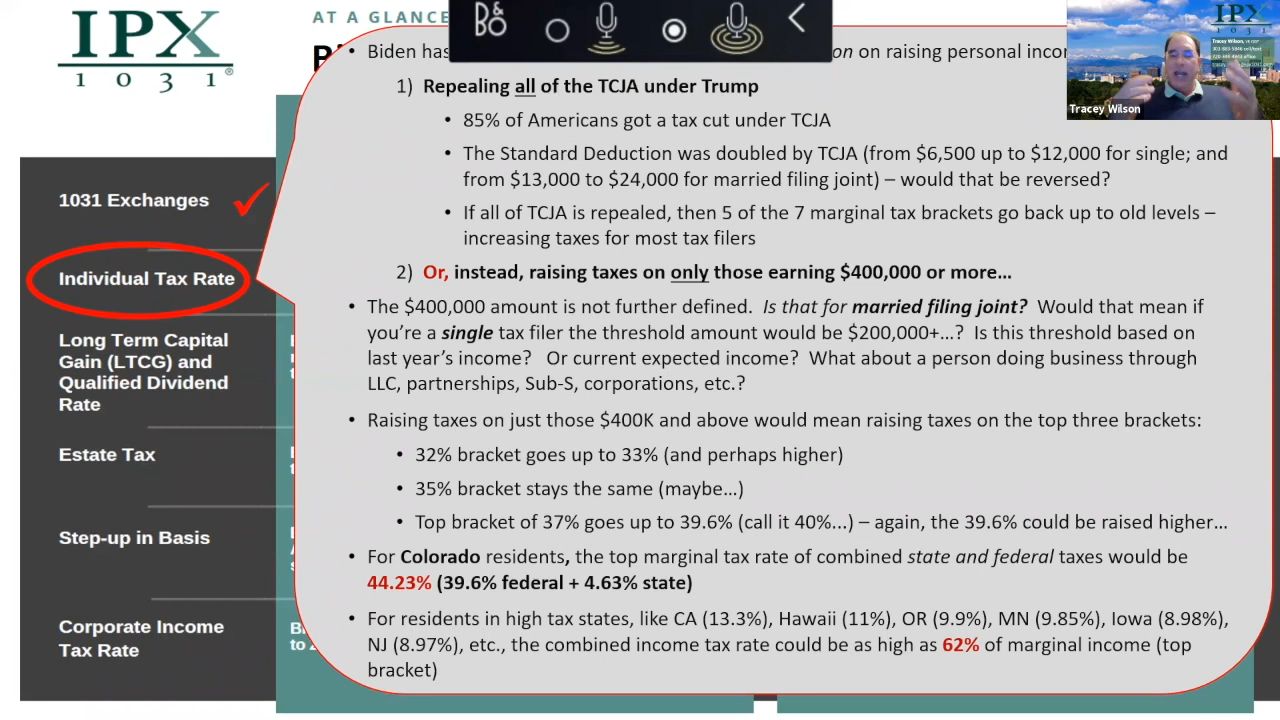 IPX
1031®
AT A GLANCE
B&O
Biden has on on raising personal incom
1) Repealing all of the TCJA under Trump
• 85% of Americans got a tax cut under TCJA
• The Standard Deduction was doubled by TCJA (from $6,500 up to $12,000 for single; and
from $13,000 to $24,000 for married filing joint) – would that be reversed?
• If all of TCJA is repealed, then 5 of the 7 marginal tax brackets go back up to old levels –
increasing taxes for most tax filers
2) Or, instead, raising taxes on only those earning $400,000 or more…
• The $400,000 amount is not further defined. Is that for married filing joint? Would that mean if
you're a single tax filer the threshold amount would be $200,000+…? Is this threshold based on
last year's income? Or current expected income? What about a person doing business through
LLC, partnerships, Sub-S, corporations, etc.?
• Raising taxes on just those $400K and above would mean raising taxes on the top three brackets:
• 32% bracket goes up to 33% (and perhaps higher)
• 35% bracket stays the same (maybe…)
• Top bracket of 37% goes up to 39.6% (call it 40%...) – again, the 39.6% could be raised higher…
• For Colorado residents, the top marginal tax rate of combined state and federal taxes would be
44.23% (39.6% federal + 4.63% state)
• For residents in high tax states, like CA (13.3%), Hawaii (11%), OR (9.9%), MN (9.85%), Iowa (8.98%),
NJ (8.97%), etc., the combined income tax rate could be as high as 62% of marginal income (top
bracket)
1031 Exchanges
Individual Tax Rate
Long Term Capital
Gain (LTCG) and
Qualified Dividend
Rate
Estate Tax
Step-up in Basis
Corporate Income
Tax Rate
IPX
1031
Tracey Wilson
Tracey Wilson